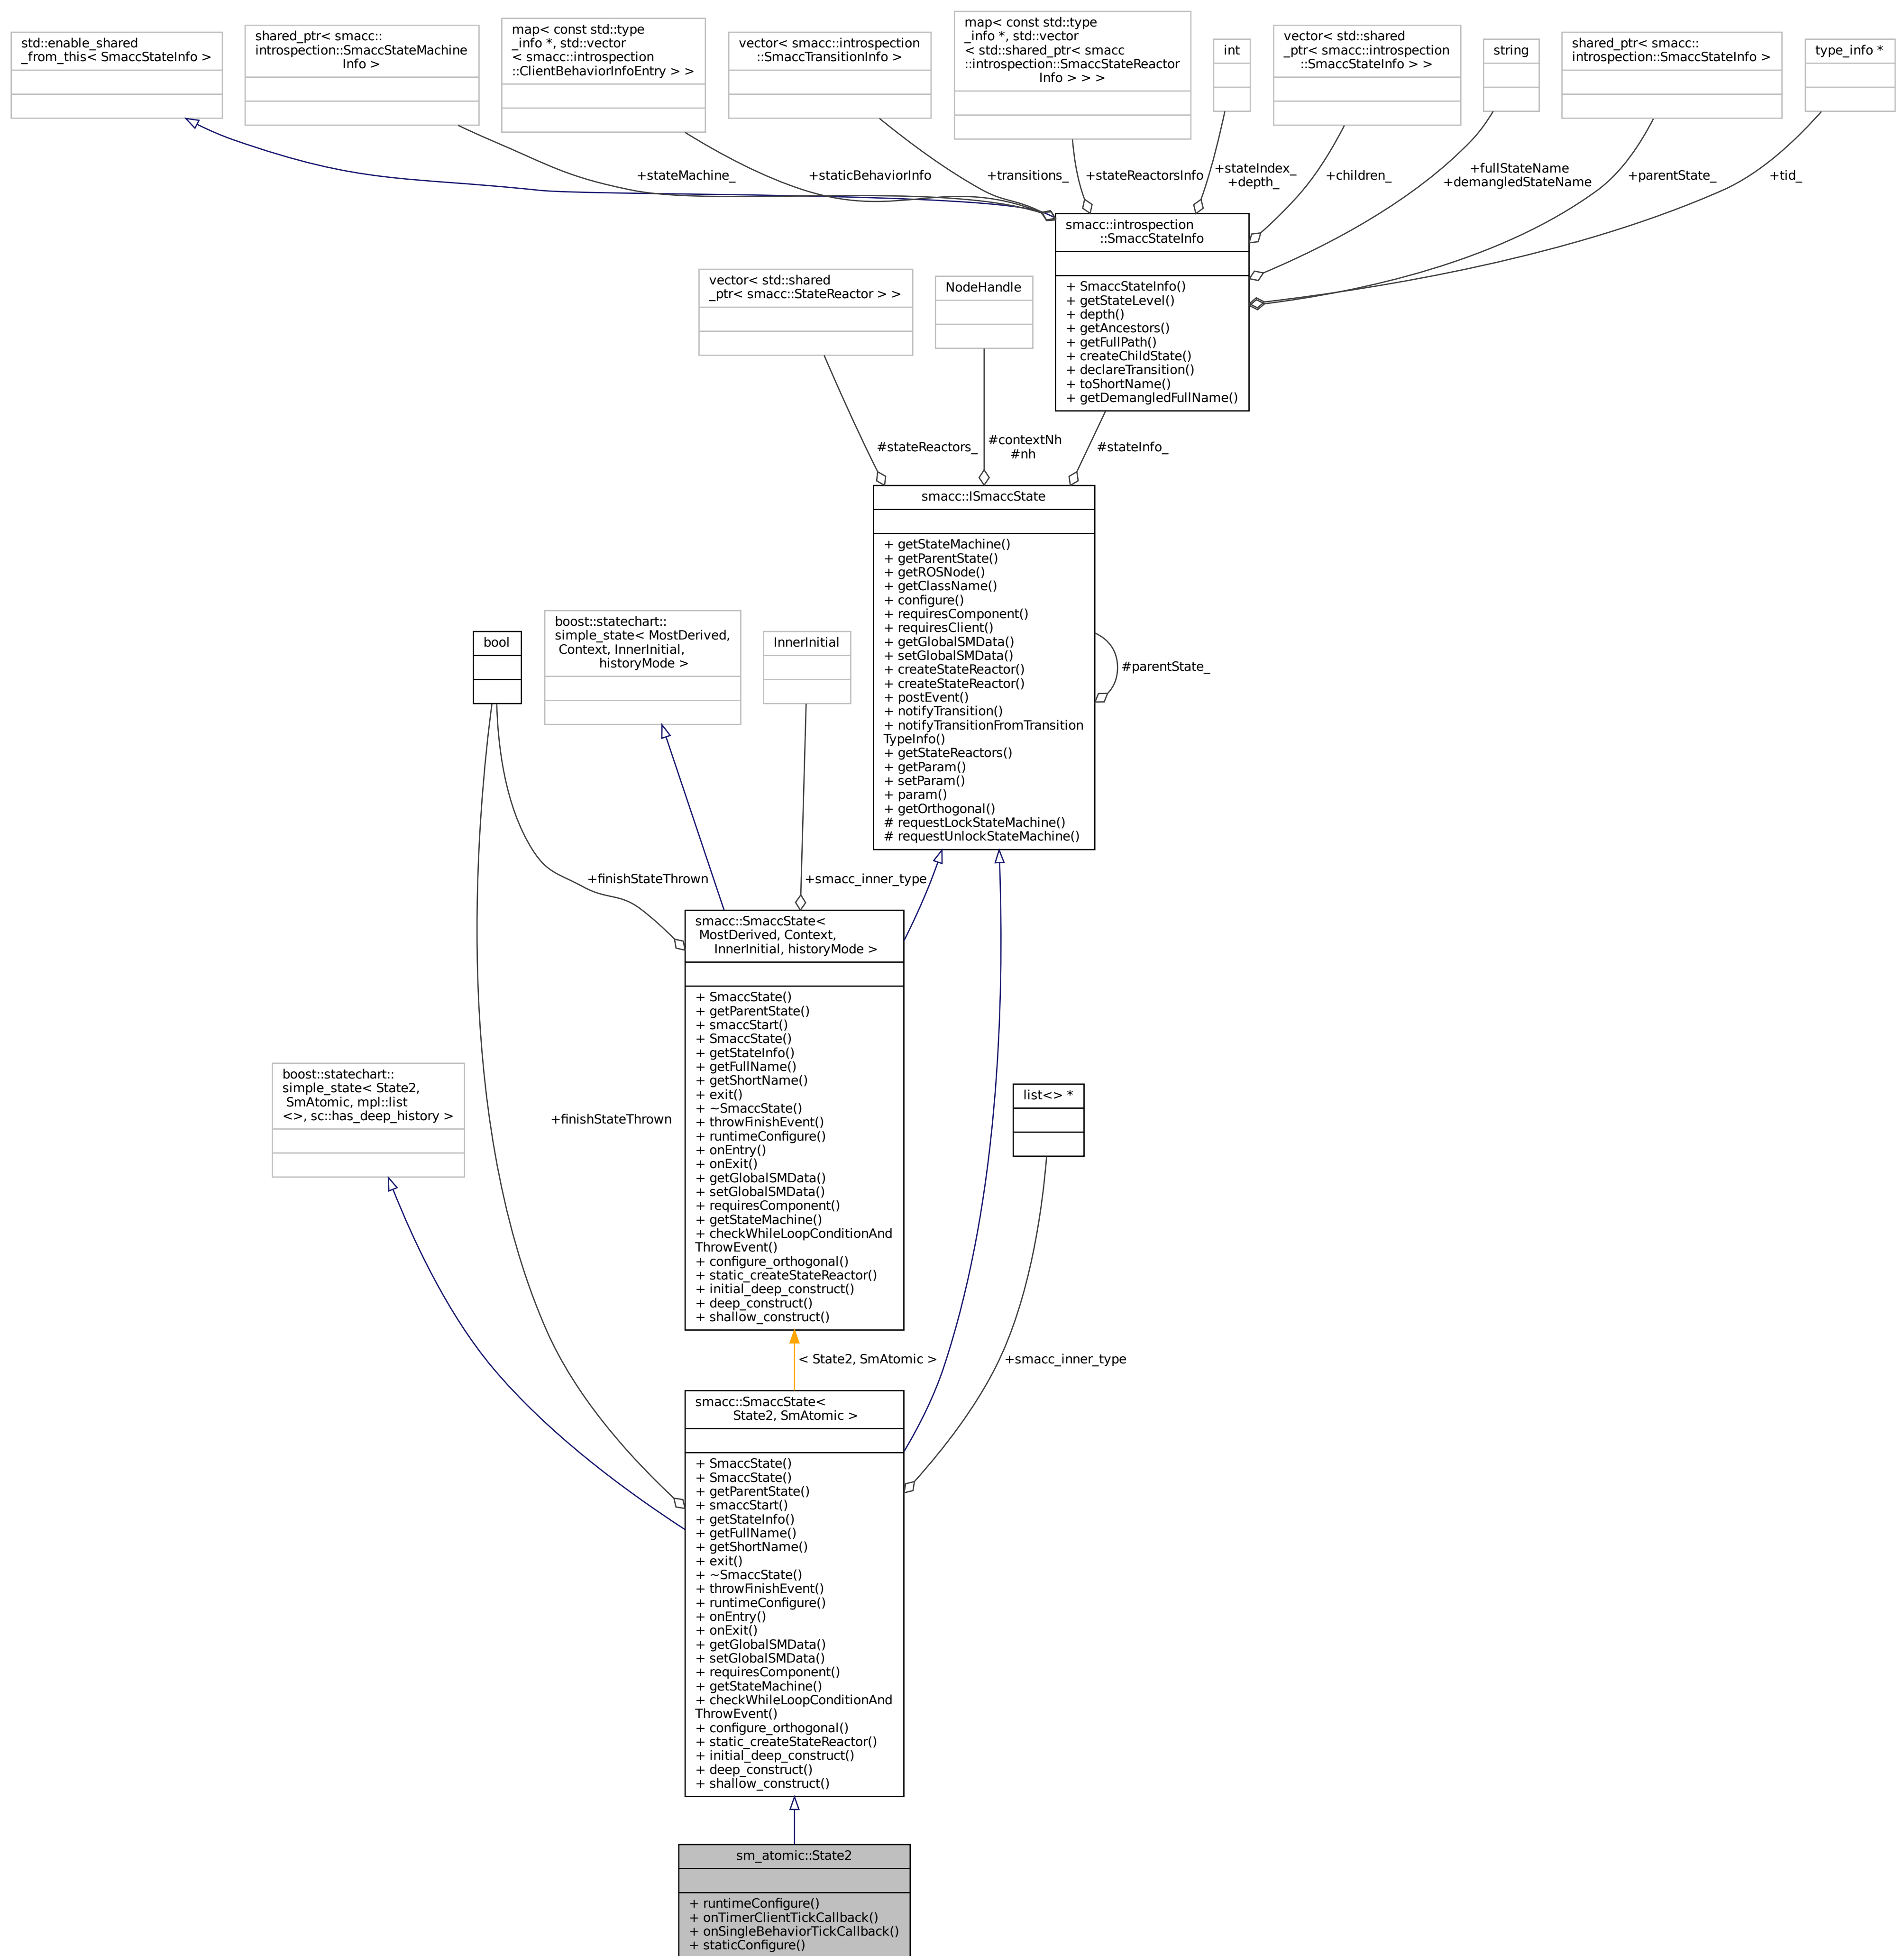 std::enable_shared
_from_this< SmaccStateInfo >
shared_ptr< smacc::
introspection::SmaccStateMachine
Info >
map< const std::type
_info *, std::vector
< smacc::introspection
::ClientBehaviorInfoEntry > >
vector< smacc::introspection
::SmaccTransitionInfo >
map< const std::type
_info *, std::vector
< std::shared_ptr< smacc
::introspection::SmaccStateReactor
Info > > >
int
vector< std::shared
_ptr< smacc::introspection
::SmaccStateInfo > >
string
shared_ptr< smacc::
introspection::SmaccStateInfo >
type_info *
+stateMachine_
+staticBehaviorInfo
+transitions_
+stateReactorsInfo
+stateIndex_
+depth_
+children_
+fullStateName
+demangledStateName
+parentState_
+tid_
smacc::introspection
::SmaccStateInfo
+ SmaccStateInfo()
+ getStateLevel()
+ depth()
+ getAncestors()
+ getFullPath()
+ createChildState()
+ declareTransition()
+ toShortName()
+ getDemangledFullName()
vector< std::shared
_ptr< smacc::StateReactor > >
NodeHandle
#stateReactors_
#contextNh
#nh
#stateInfo_
smacc::ISmaccState
+ getStateMachine()
+ getParentState()
+ getROSNode()
+ getClassName()
+ configure()
+ requiresComponent()
+ requiresClient()
+ getGlobalSMData()
+ setGlobalSMData()
+ createStateReactor()
+ createStateReactor()
+ postEvent()
+ notifyTransition()
+ notifyTransitionFromTransition
TypeInfo()
+ getStateReactors()
+ getParam()
+ setParam()
+ param()
+ getOrthogonal()
# requestLockStateMachine()
# requestUnlockStateMachine()
#parentState_
bool
boost::statechart::
simple_state< MostDerived,
Context, InnerInitial,
historyMode >
InnerInitial
+finishStateThrown
+smacc_inner_type
smacc::SmaccState<
MostDerived, Context,
InnerInitial, historyMode >
+ SmaccState()
+ getParentState()
+ smaccStart()
+ SmaccState()
+ getStateInfo()
+ getFullName()
+ getShortName()
+ exit()
+ ~SmaccState()
+ throwFinishEvent()
+ runtimeConfigure()
+ onEntry()
+ onExit()
+ getGlobalSMData()
+ setGlobalSMData()
+ requiresComponent()
+ getStateMachine()
+ checkWhileLoopConditionAnd
ThrowEvent()
+ configure_orthogonal()
+ static_createStateReactor()
+ initial_deep_construct()
+ deep_construct()
+ shallow_construct()
boost::statechart::
simple_state< State2,
SmAtomic, mpl::list
<>, sc::has_deep_history >
+finishStateThrown
list<> *
< State2, SmAtomic >
+smacc_inner_type
smacc::SmaccState<
State2, SmAtomic >
+ SmaccState()
+ SmaccState()
+ getParentState()
+ smaccStart()
+ getStateInfo()
+ getFullName()
+ getShortName()
+ exit()
+ ~SmaccState()
+ throwFinishEvent()
+ runtimeConfigure()
+ onEntry()
+ onExit()
+ getGlobalSMData()
+ setGlobalSMData()
+ requiresComponent()
+ getStateMachine()
+ checkWhileLoopConditionAnd
ThrowEvent()
+ configure_orthogonal()
+ static_createStateReactor()
+ initial_deep_construct()
+ deep_construct()
+ shallow_construct()
sm_atomic::State2
+ runtimeConfigure()
+ onTimerClientTickCallback()
+ onSingleBehaviorTickCallback()
+ staticConfigure()